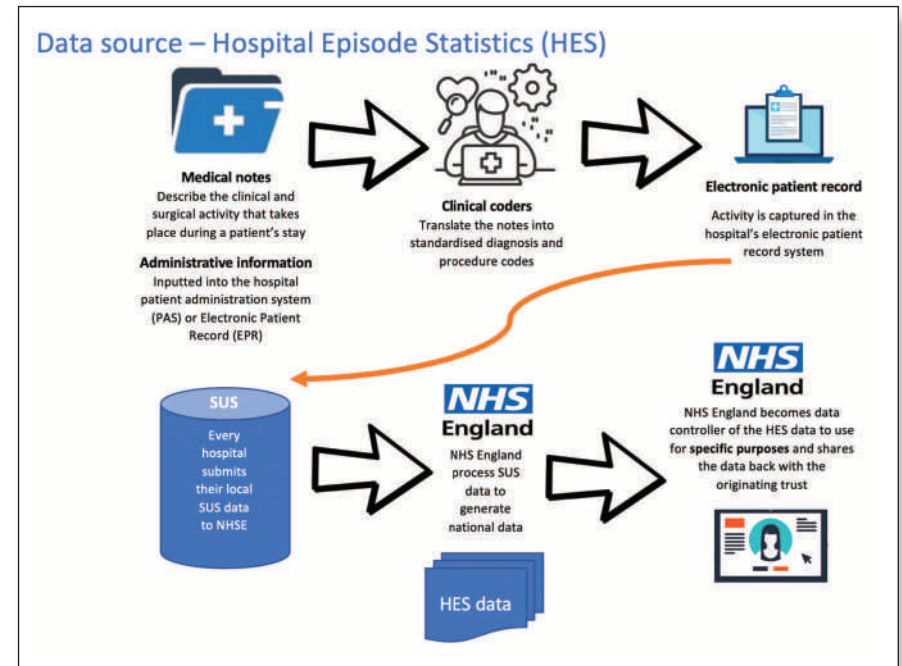 Data source – Hospital Episode Statistics (HES)
Medical notes
Describe the clinical and
surgical activity that takes
place during a patient's stay
Administrative information
Inputted into the hospital
patient administration system
(PAS) or Electronic Patient
Record (EPR)
Clinical coders
Translate the notes into
standardised diagnosis and
procedure codes
Electronic patient record
Activity is captured in the
hospital's electronic patient
record system
SUS
Every
hospital
submits
their local
SUS data
to NHSE
NHS
England
NHS England
process SUS
data to
generate
national data
HES data
NHS
England
NHS England becomes data
controller of the HES data to use
for specific purposes and shares
the data back with the
originating trust